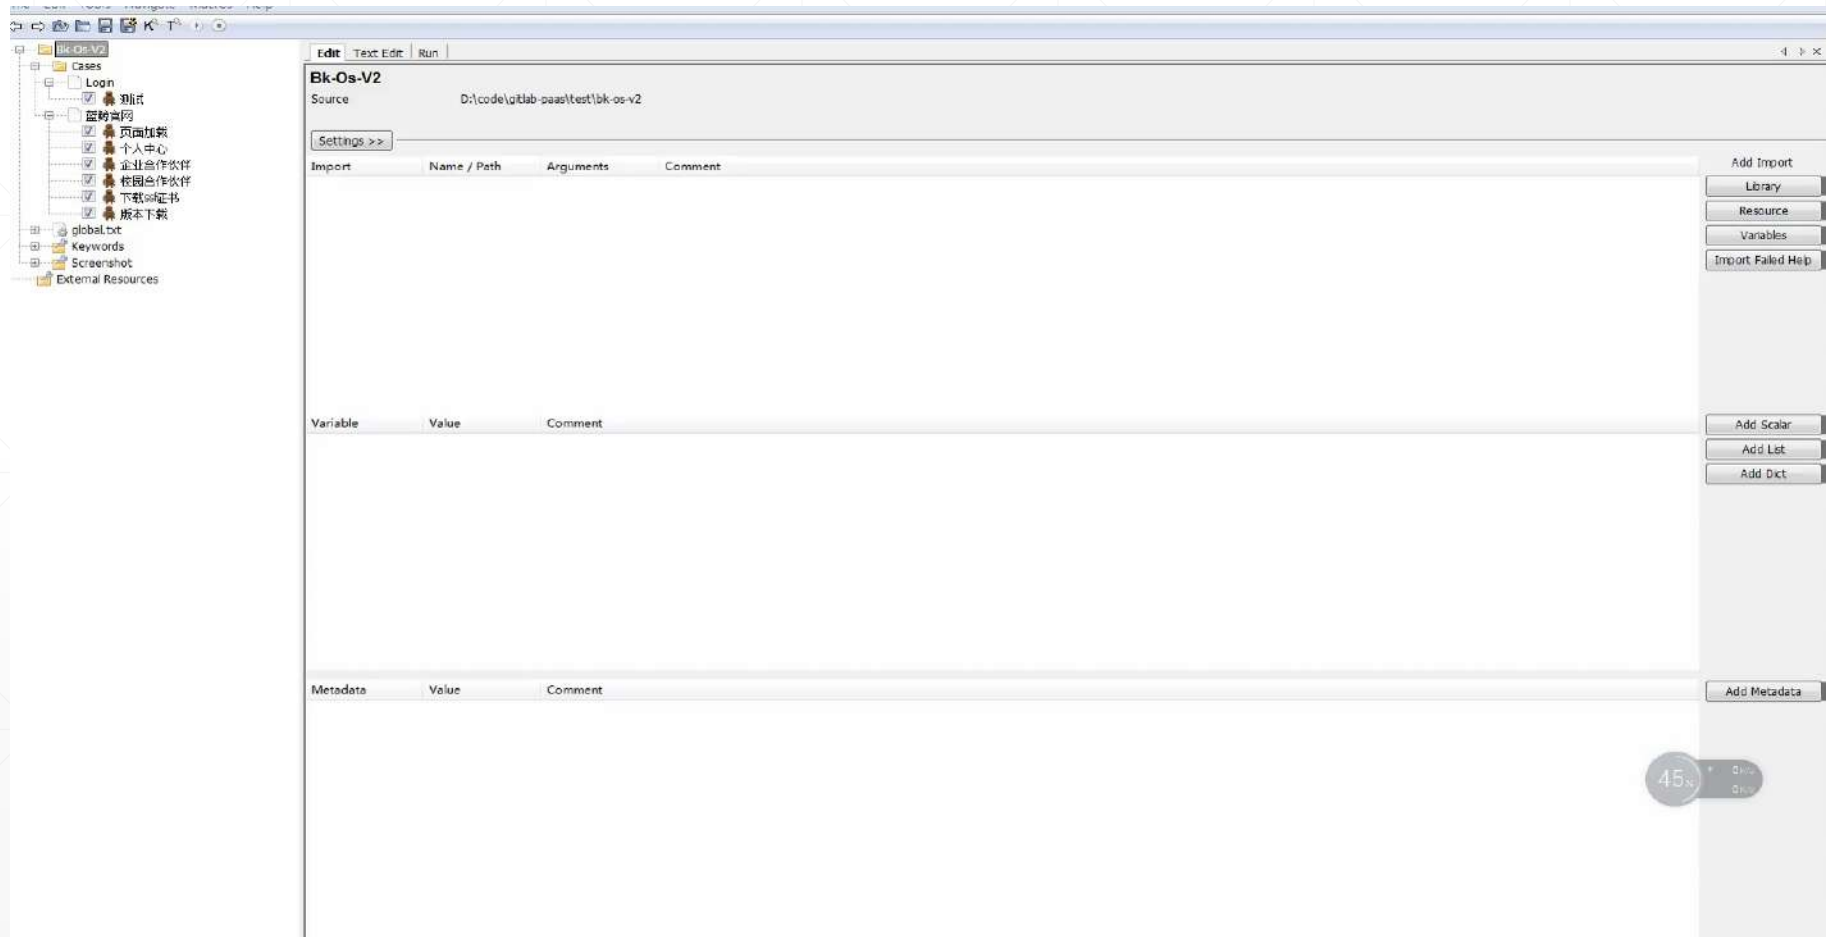 Bk-Os-V2
Cases
Login
测试
蓝鲸官网
页面加载
个人中心
企业合作伙伴
校园合作伙伴
下载ssl证书
版本下载
global.txt
Keywords
Screenshot
External Resources
Edit Text Edit Run
Bk-Os-V2
Source D:\code\gitlab-paas\test\bk-os-v2
Settings >>
Import Name / Path Arguments Comment
Add Import
Library
Resource
Variables
Import Failed Help
Variable Value Comment
Add Scalar
Add List
Add Dict
Metadata Value Comment
Add Metadata
45%